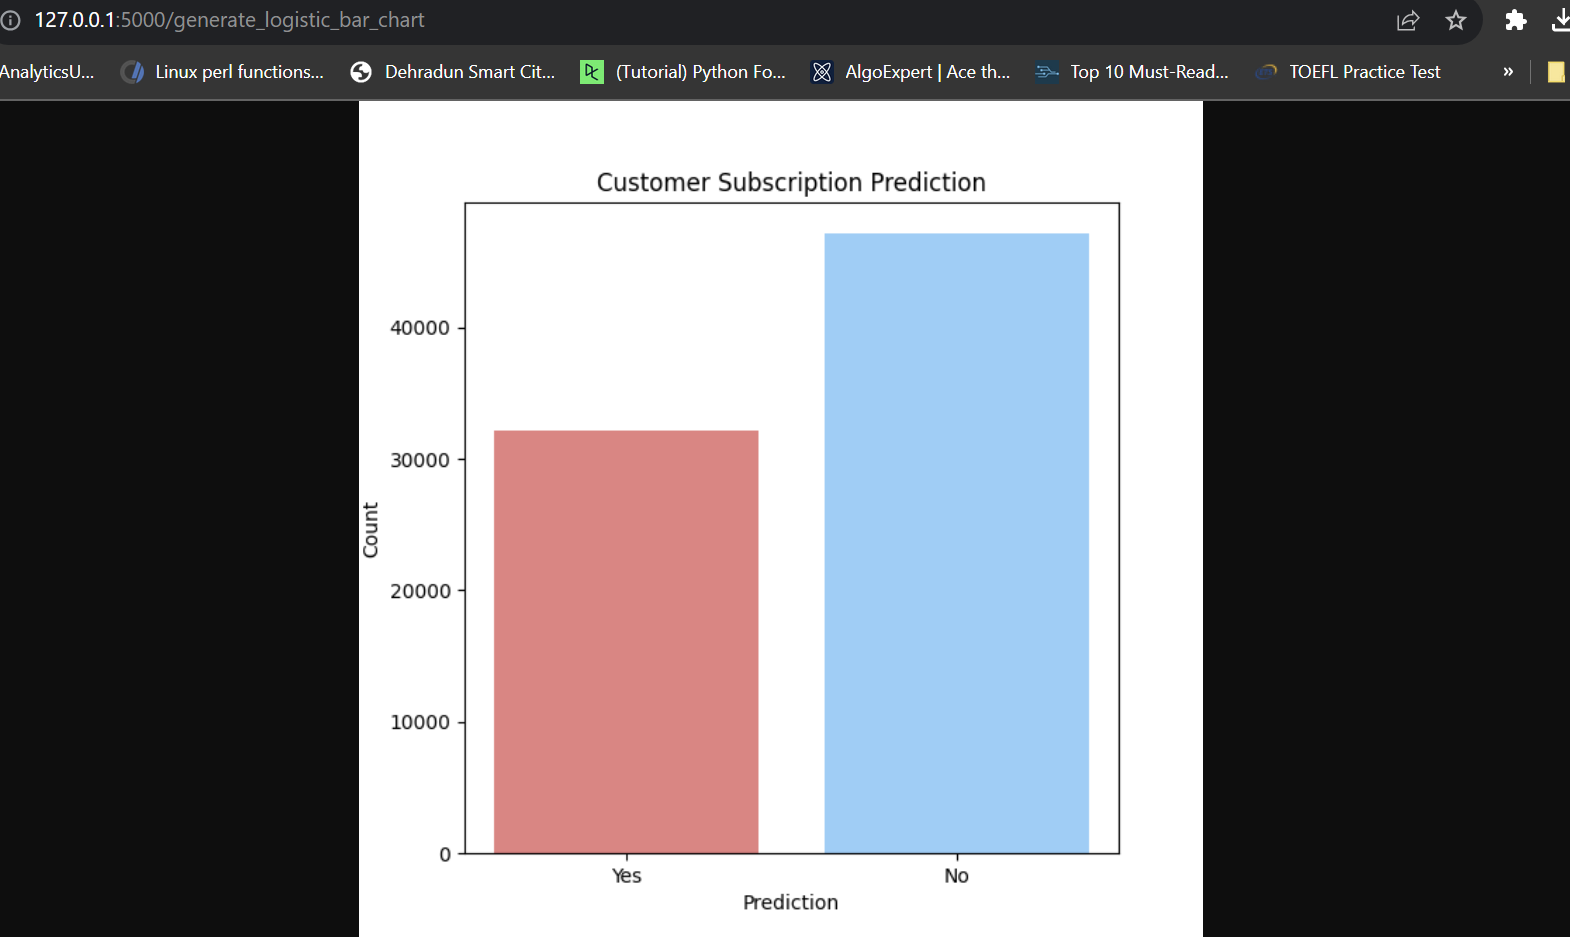 127.0.0.1:5000/generate_logistic_bar_chart
AnalyticsU... Linux perl functions... Dehradun Smart Cit... (Tutorial) Python Fo... AlgoExpert | Ace th... Top 10 Must-Read... TOEFL Practice Test »
Customer Subscription Prediction
40000
30000
20000
10000
0
Count
Yes No
Prediction